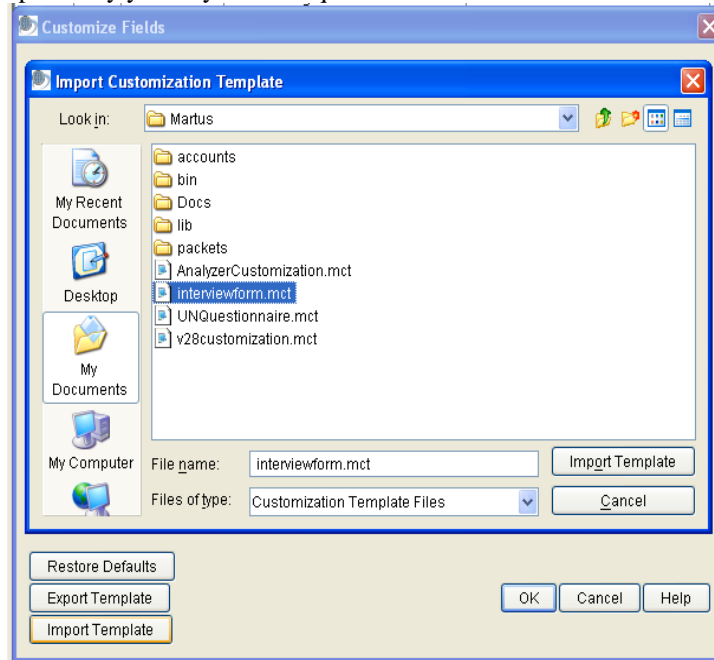 Customize Fields
Import Customization Template
Look in: Martus
My Recent Documents
Desktop
My Documents
My Computer
accounts
bin
Docs
lib
packets
AnalyzerCustomization.mct
interviewform.mct
UNQuestionnaire.mct
v28customization.mct
File name: interviewform.mct Import Template
Files of type: Customization Template Files Cancel
Restore Defaults
Export Template OK Cancel Help
Import Template